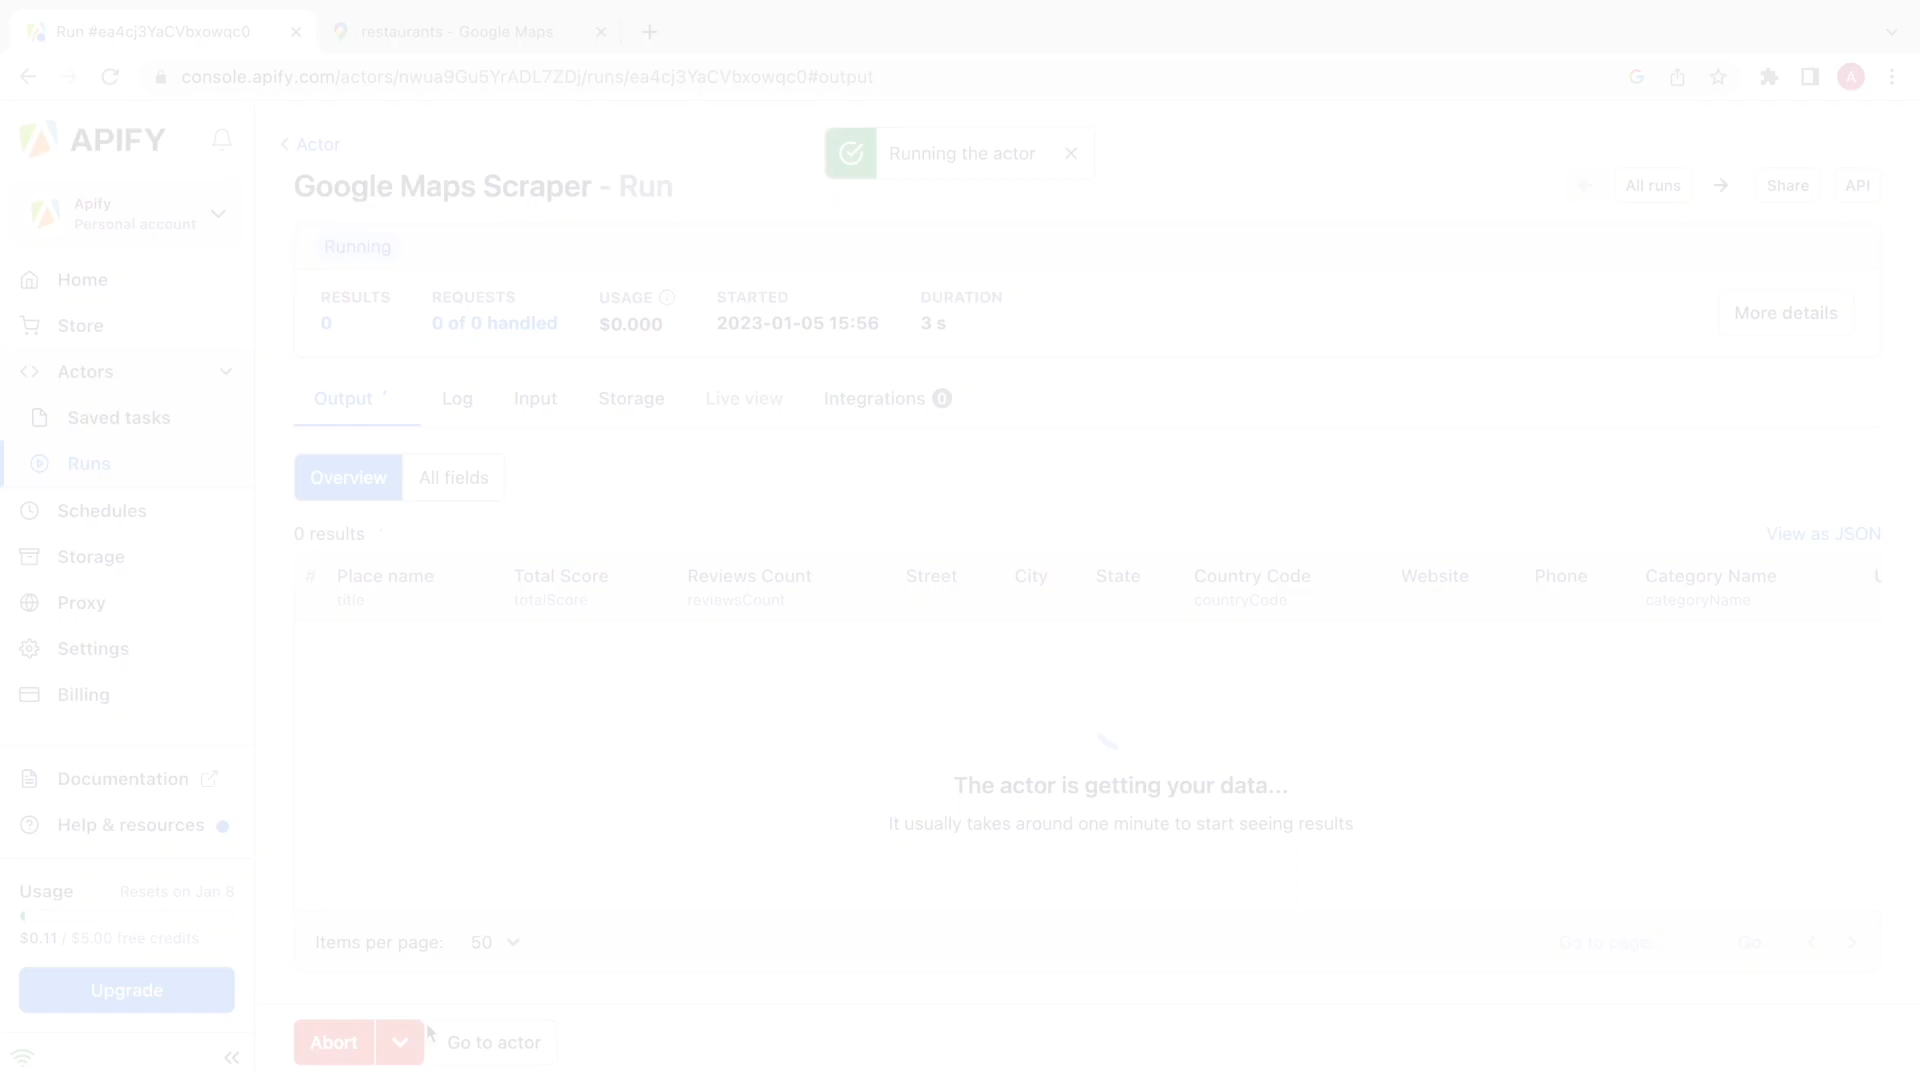 Run #ea4cj3YaCVbxowqc0
restaurants - Google Maps
console.apify.com/actors/nwua9Gu5YrADL7ZDj/runs/ea4cj3YaCVbxowqc0#output
A
APIFY
Apify
Personal account
Home
Store
Actors
Saved tasks
Runs
Schedules
Storage
Proxy
Settings
Billing
Documentation
Help & resources
Usage
Resets on Jan 8
$0.11 / $5.00 free credits
Upgrade
Actor
Running the actor
Google Maps Scraper - Run
All runs
Share
API
Running
RESULTS REQUESTS USAGE STARTED DURATION
0 0 of 0 handled $0.000 2023-01-05 15:56 3 s
More details
Output Log Input Storage Live view Integrations 0
Overview All fields
0 results
View as JSON
# Place name Total Score Reviews Count Street City State Country Code Website Phone Category Name
title totalScore reviewsCount countryCode categoryName
The actor is getting your data...
It usually takes around one minute to start seeing results
Items per page: 50
Go to page: Go
Abort
Go to actor